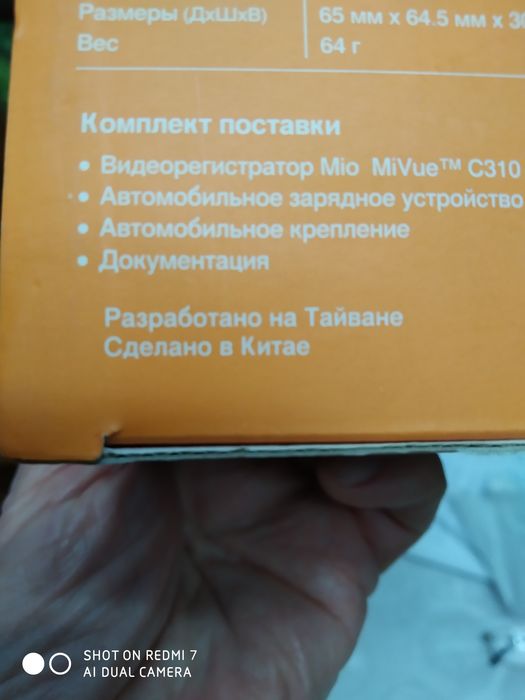 Размеры (ДхШхВ) 65 мм х 64.5 мм х
Вес 64 г
Комплект поставки
• Видеорегистратор Mio MiVue™ C310
• Автомобильное зарядное устройство
• Автомобильное крепление
• Документация
Разработано на Тайване
Сделано в Китае
SHOT ON REDMI 7
AI DUAL CAMERA